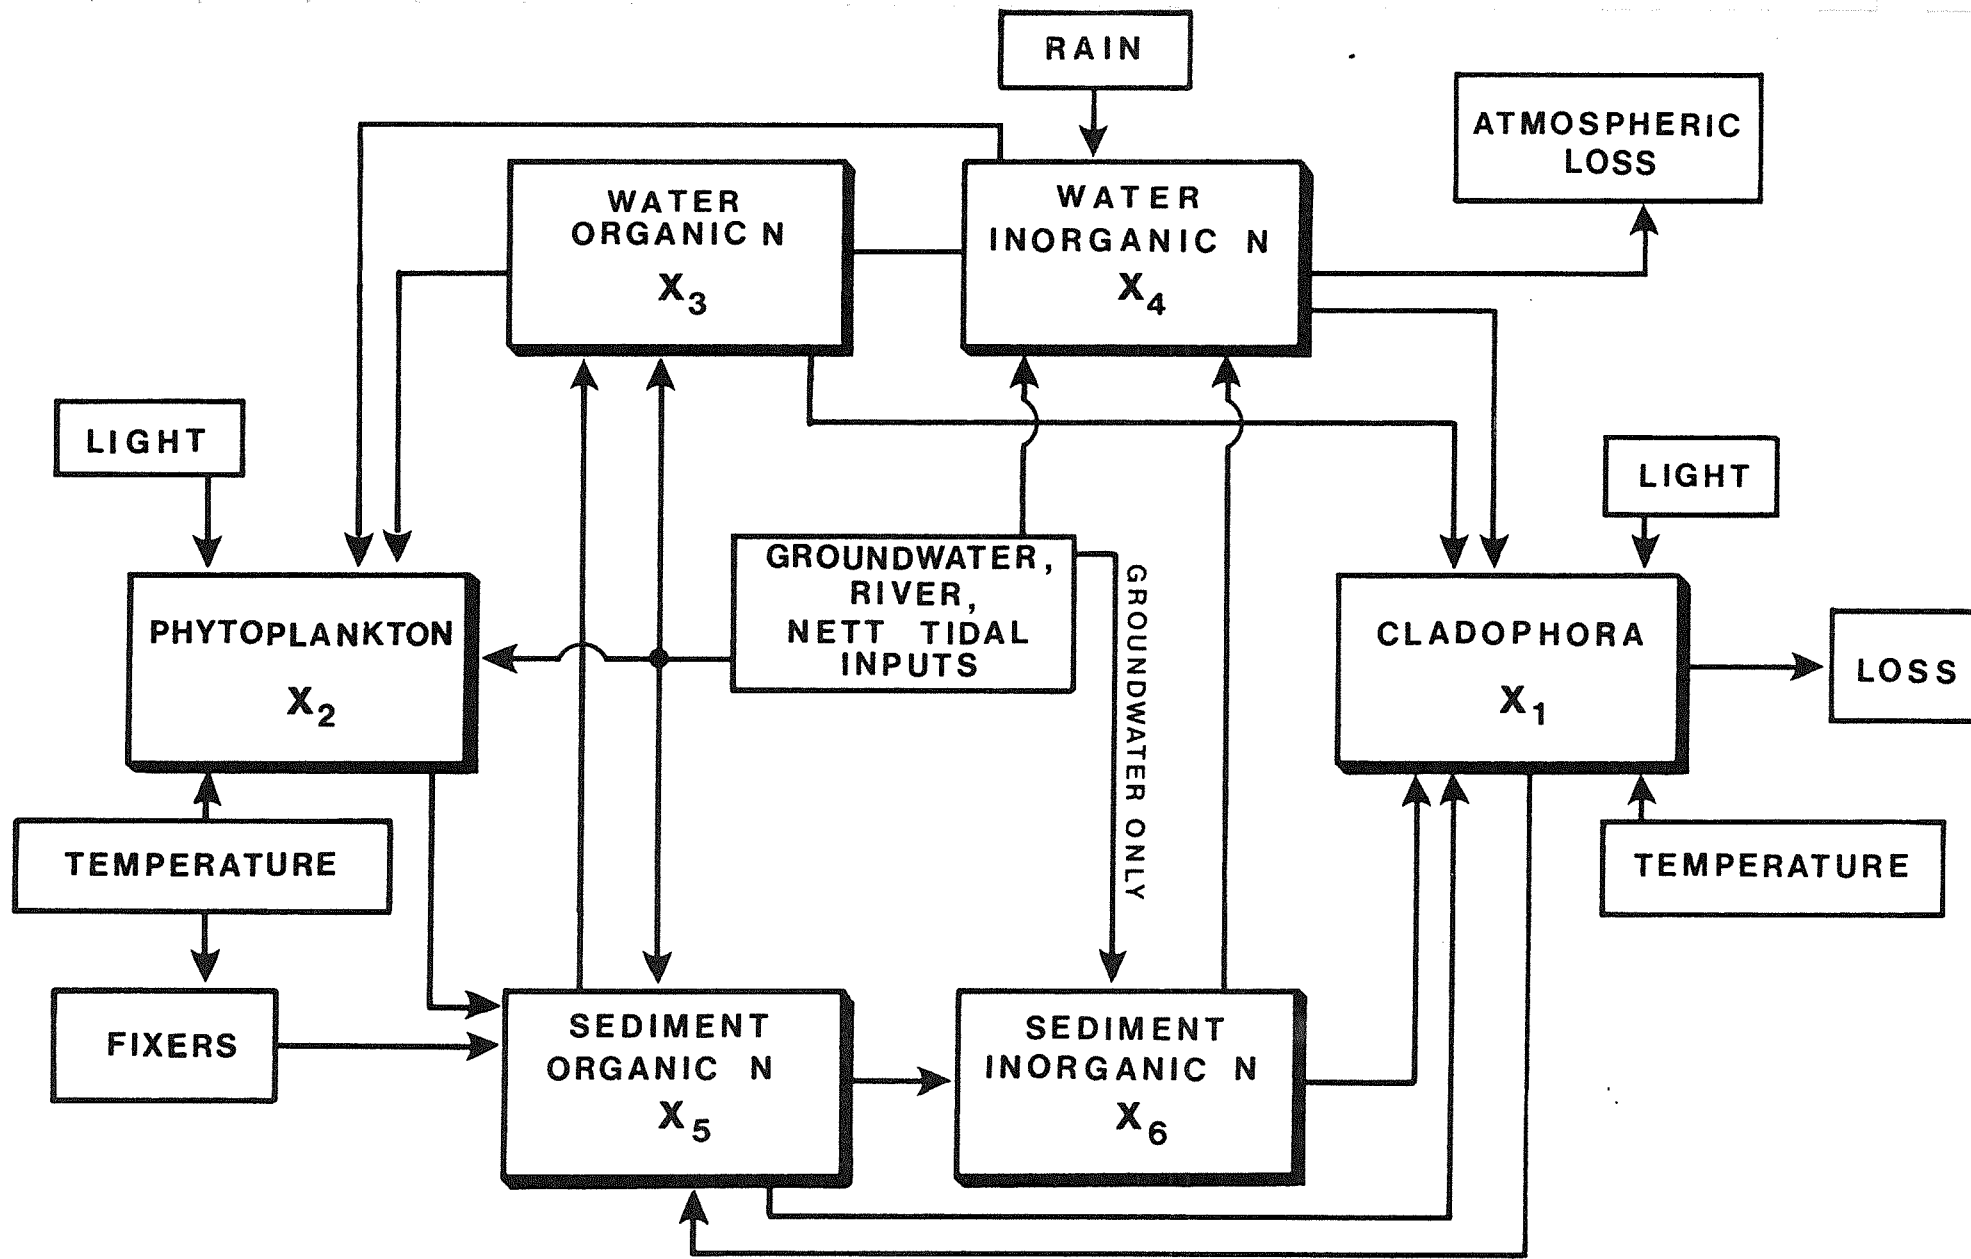 RAIN
ATMOSPHERIC
LOSS
WATER
ORGANIC N
X3
WATER
INORGANIC N
X4
LIGHT
LIGHT
GROUNDWATER,
RIVER,
NETT TIDAL
INPUTS
GROUNDWATER ONLY
PHYTOPLANKTON
X2
CLADOPHORA
X1
LOSS
TEMPERATURE
TEMPERATURE
FIXERS
SEDIMENT
ORGANIC N
X5
SEDIMENT
INORGANIC N
X6